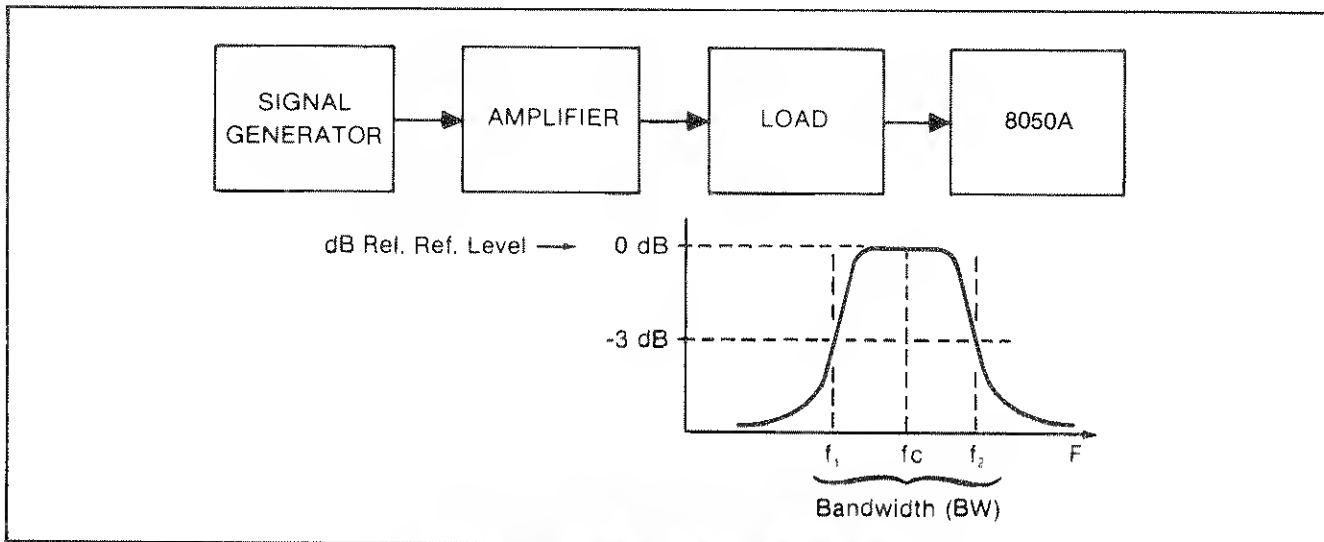 SIGNAL
GENERATOR
AMPLIFIER
LOAD
8050A
dB Rel. Ref. Level
0 dB
-3 dB
f₁
fc
f₂
F
Bandwidth (BW)